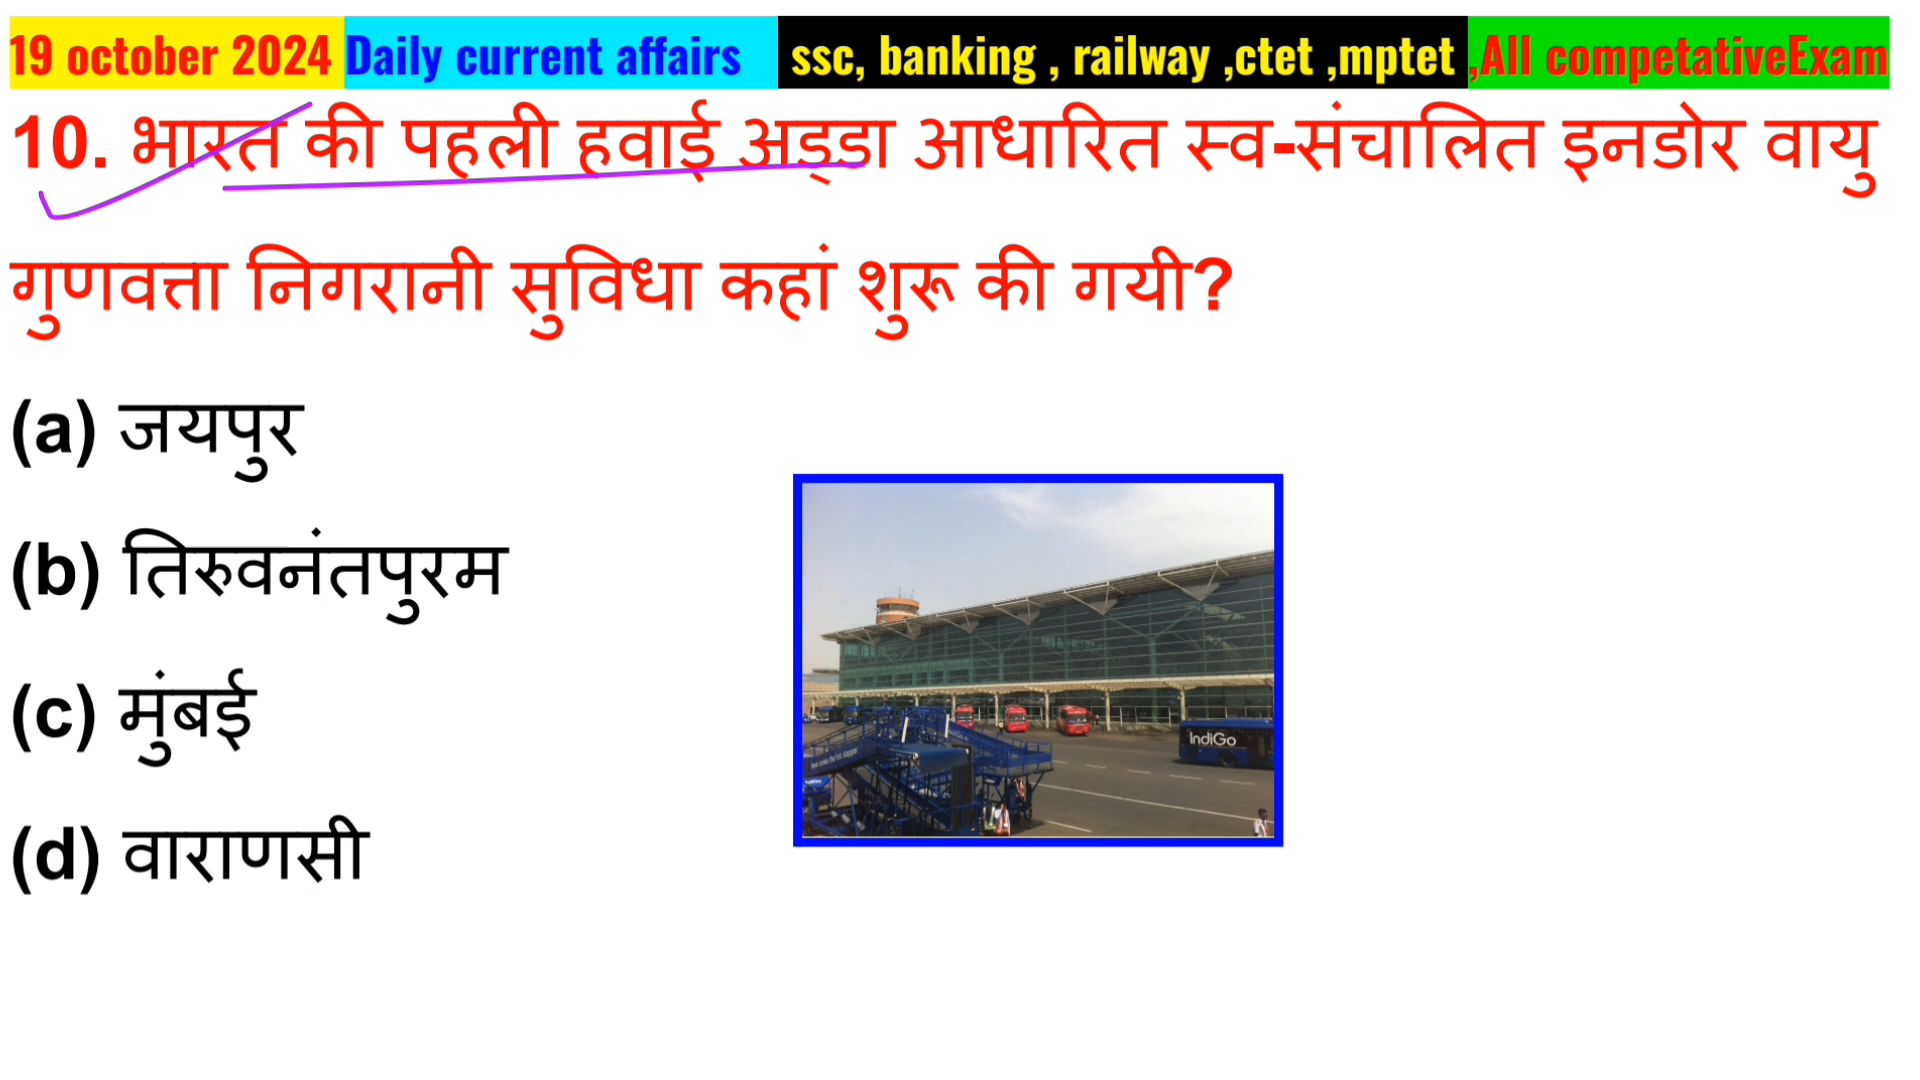 19 october 2024 Daily current affairs ssc, banking , railway ,ctet ,mptet ,All competativeExam
10. भारत की पहली हवाई अड्डा आधारित स्व-संचालित इनडोर वायु
गुणवत्ता निगरानी सुविधा कहां शुरू की गयी?
(a) जयपुर
(b) तिरुवनंतपुरम
(c) मुंबई
(d) वाराणसी
IndiGo